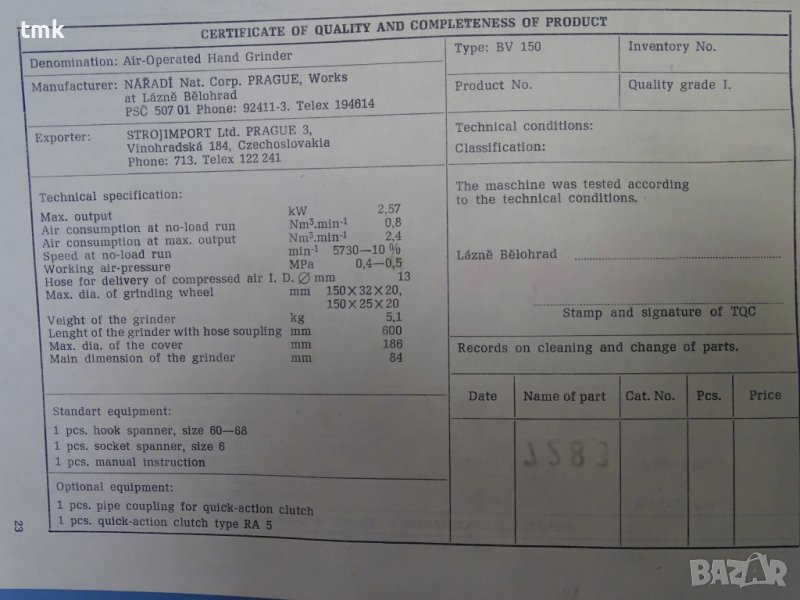 tmk
CERTIFICATE OF QUALITY AND COMPLETENESS OF PRODUCT
Denomination: Air-Operated Hand Grinder
Manufacturer: NÁŘADÍ Nat. Corp. PRAGUE, Works
at Lázně Bělohrad
PSČ 507 01 Phone: 92411-3. Telex 194614
Exporter: STROJIMPORT Ltd. PRAGUE 3,
Vinohradská 184, Czechoslovakia
Phone: 713. Telex 122 241
Type: BV 150
Inventory No.
Product No.
Quality grade I.
Technical conditions:
Classification:
The maschine was tested according
to the technical conditions.
Lázně Bělohrad
Stamp and signature of TQC
Technical specification:
Max. output kW 2,57
Air consumption at no-load run Nm³.min-1 0,8
Air consumption at max. output Nm³.min-1 2,4
Speed at no-load run min-1 5730—10 %
Working air-pressure MPa 0,4—0,5
Hose for delivery of compressed air I. D. ∅ mm 13
Max. dia. of grinding wheel mm 150×32×20,
150×25×20
Veight of the grinder kg 5,1
Lenght of the grinder with hose soupling mm 600
Max. dia. of the cover mm 186
Main dimension of the grinder mm 84
Standart equipment:
1 pcs. hook spanner, size 60—68
1 pcs. socket spanner, size 6
1 pcs. manual instruction
Optional equipment:
1 pcs. pipe coupling for quick-action clutch
1 pcs. quick-action clutch type RA 5
Records on cleaning and change of parts.
Date Name of part Cat. No. Pcs. Price
23
BAZAR